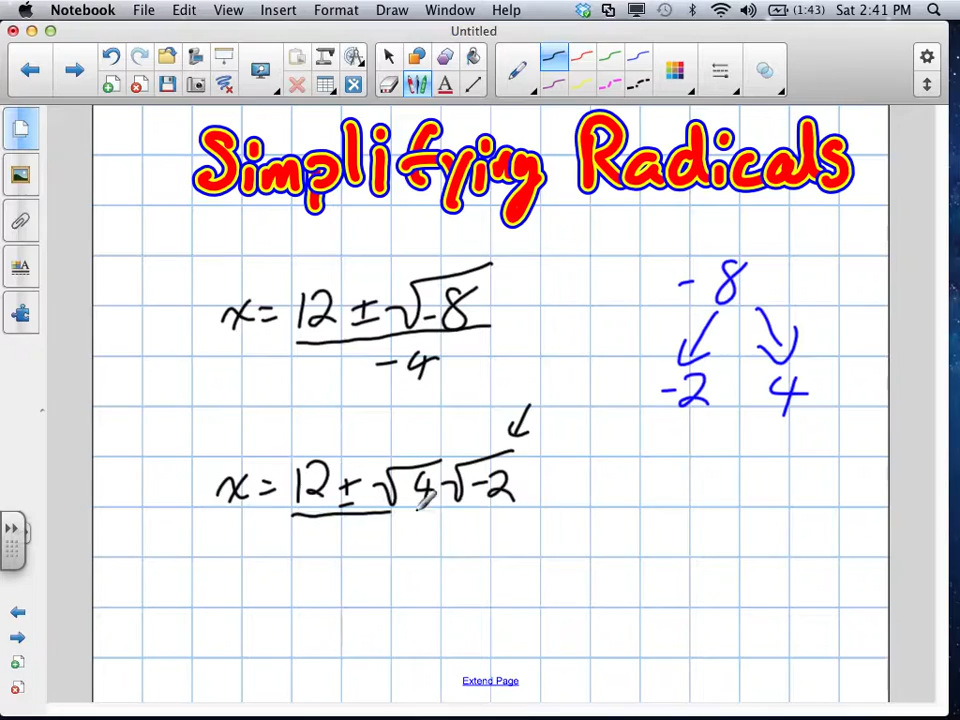 Notebook File Edit View Insert Format Draw Window Help (1:43) Sat 2:41 PM
Untitled
Simplifying Radicals
x = 12 ± √-8
-4
-8
-2 4
x = 12 ± √4 √-2
Extend Page